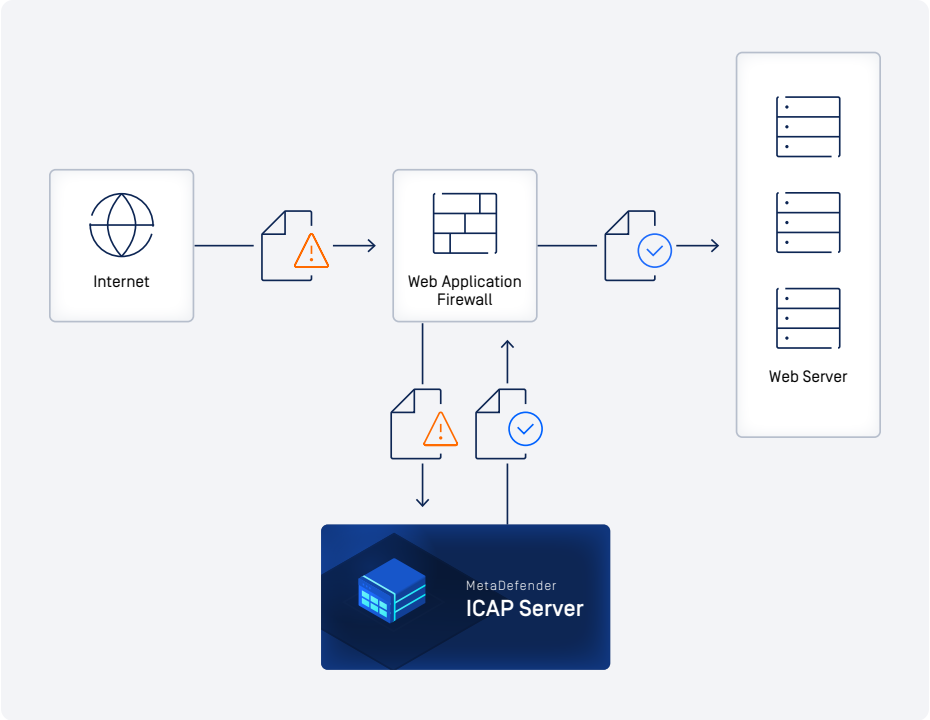 Internet
Web Application
Firewall
Web Server
MetaDefender
ICAP Server